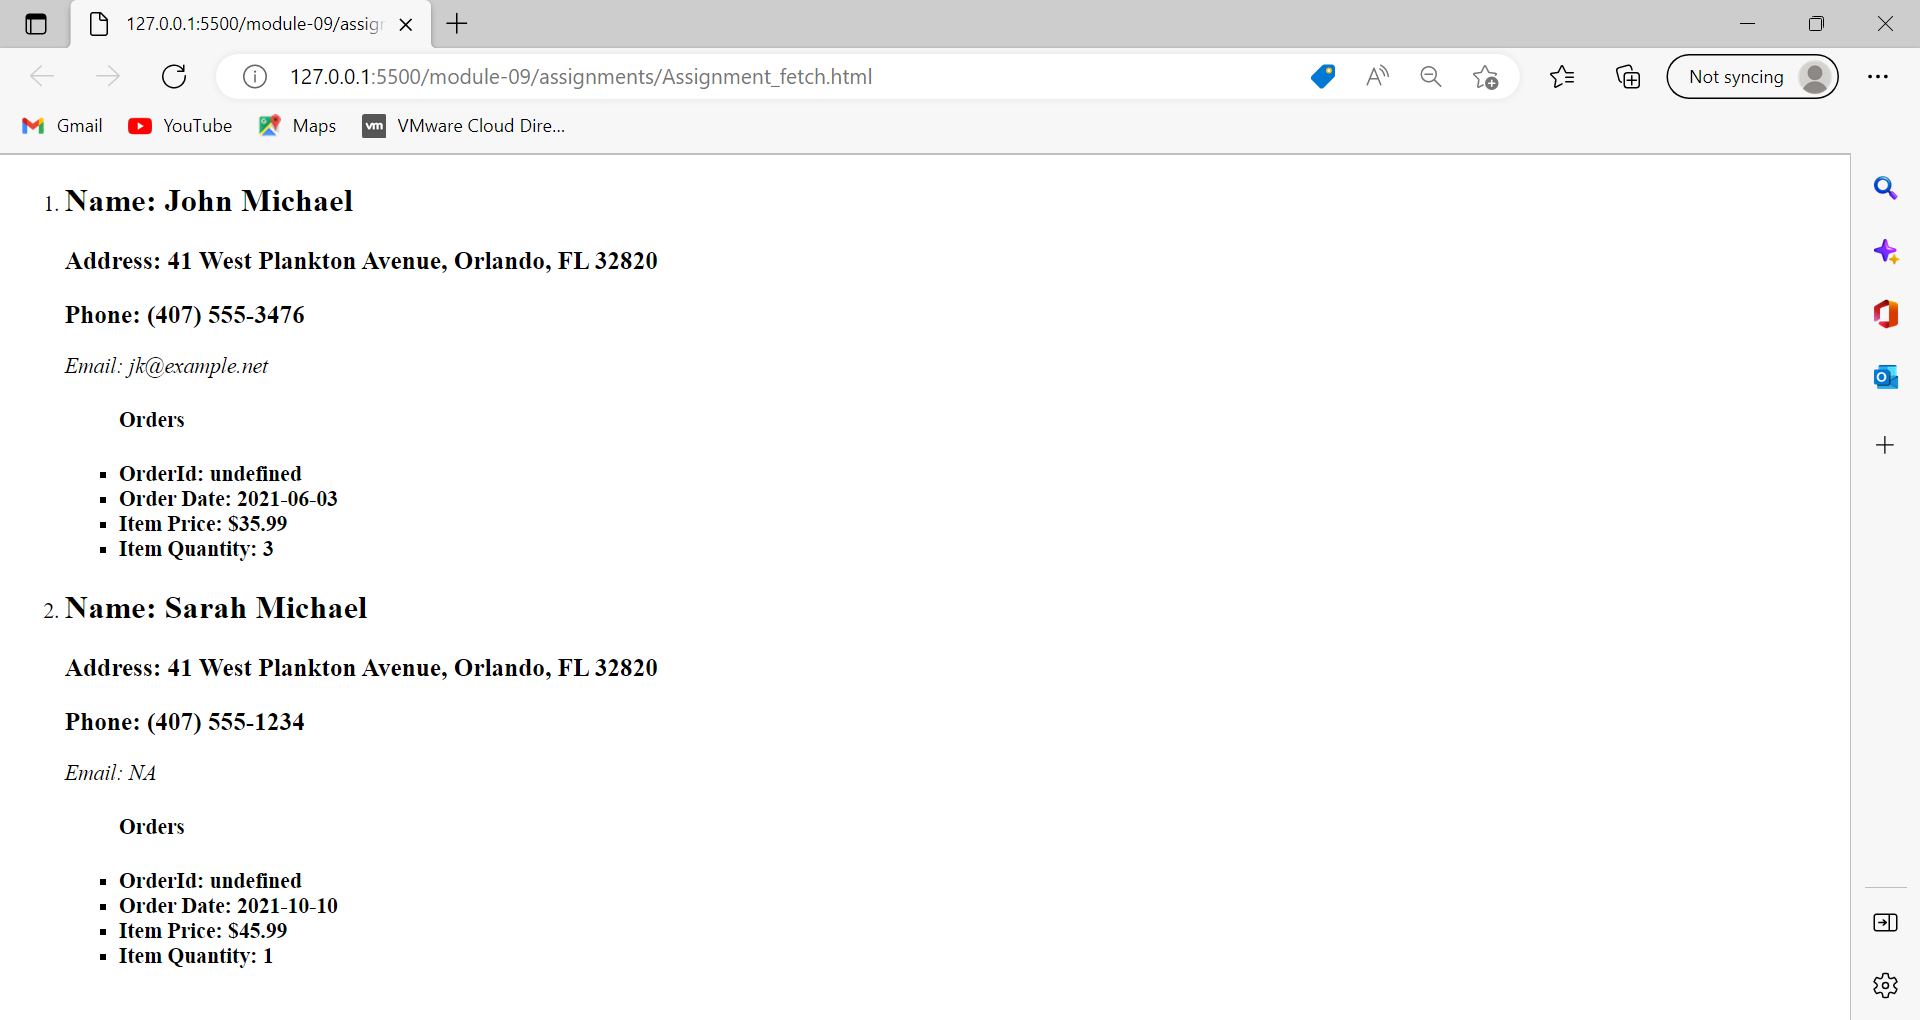 127.0.0.1:5500/module-09/assig
127.0.0.1:5500/module-09/assignments/Assignment_fetch.html
Not syncing
Gmail
YouTube
vm
VMware Cloud Dire...
Maps
1. Name: John Michael
Address: 41 West Plankton Avenue, Orlando, FL 32820
Phone: (407) 555-3476
Email: jk@example.net
Orders
▪ OrderId: undefined
▪ Order Date: 2021-06-03
▪ Item Price: $35.99
▪ Item Quantity: 3
2. Name: Sarah Michael
Address: 41 West Plankton Avenue, Orlando, FL 32820
Phone: (407) 555-1234
Email: NA
Orders
▪ OrderId: undefined
▪ Order Date: 2021-10-10
▪ Item Price: $45.99
▪ Item Quantity: 1